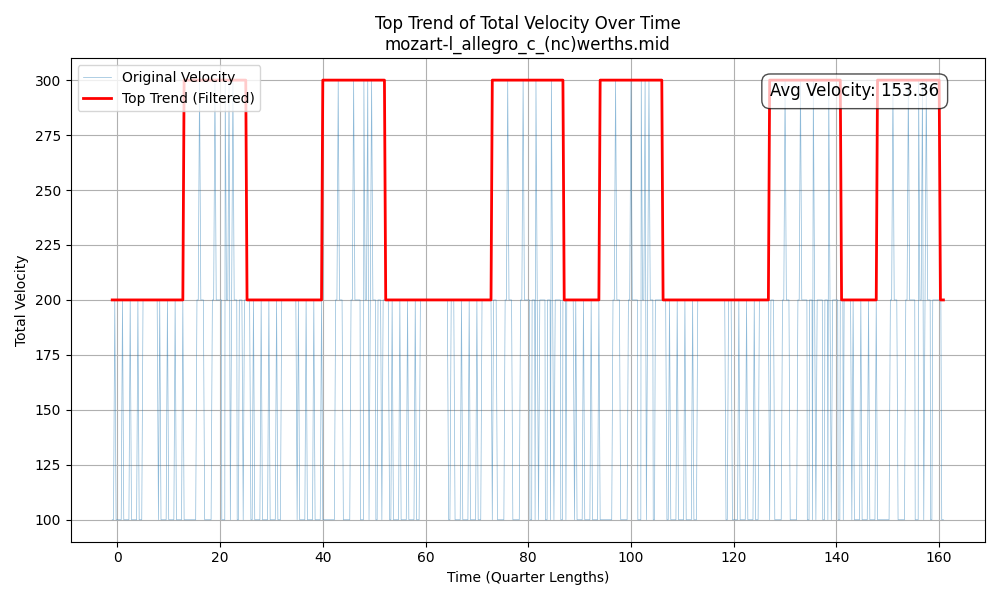 Top Trend of Total Velocity Over Time
mozart-l_allegro_c_(nc)werths.mid
Original Velocity
Top Trend (Filtered)
Avg Velocity: 153.36
Total Velocity
300
275
250
225
200
175
150
125
100
0 20 40 60 80 100 120 140 160
Time (Quarter Lengths)